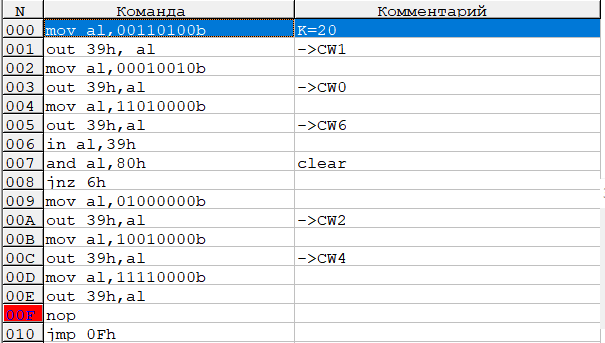 N Команда Комментарий
000 mov al,00110100b K=20
001 out 39h, al ->CW1
002 mov al,00010010b
003 out 39h,al ->CW0
004 mov al,11010000b
005 out 39h,al ->CW6
006 in al,39h
007 and al,80h clear
008 jnz 6h
009 mov al,01000000b
00A out 39h,al ->CW2
00B mov al,10010000b
00C out 39h,al ->CW4
00D mov al,11110000b
00E out 39h,al
00F nop
010 jmp 0Fh